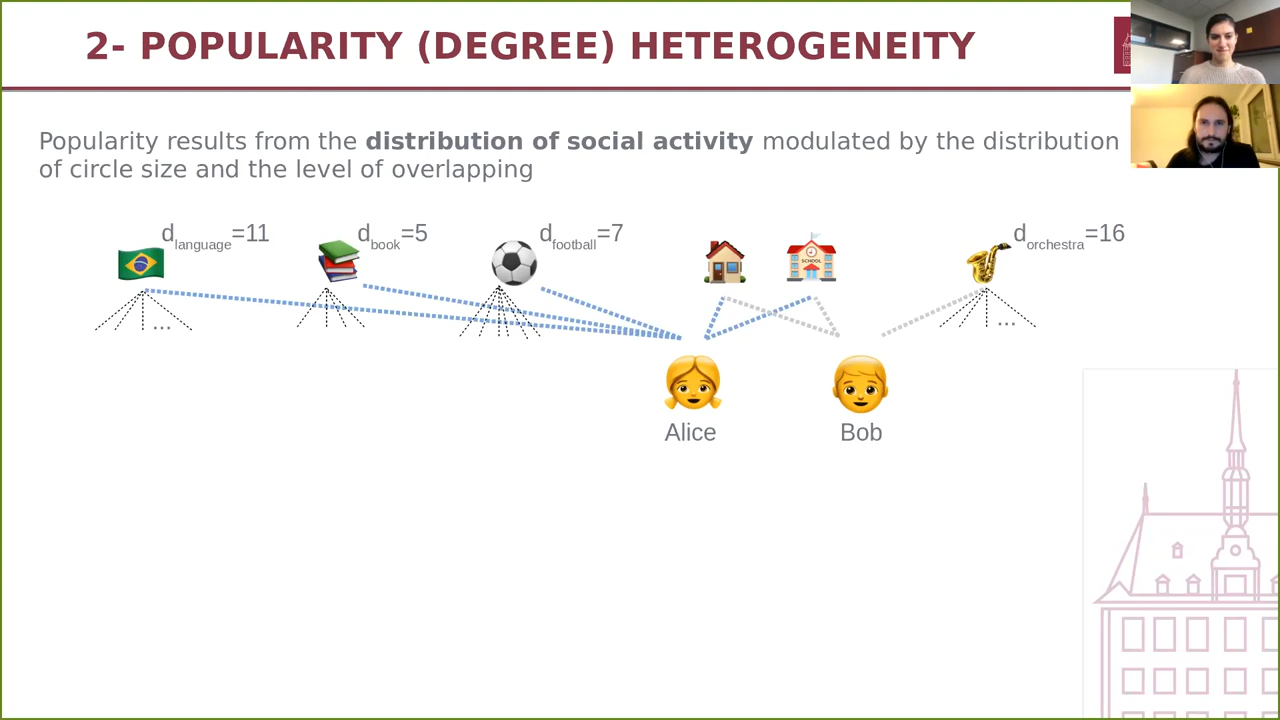 2- POPULARITY (DEGREE) HETEROGENEITY
Popularity results from the distribution of social activity modulated by the distribution
of circle size and the level of overlapping
dlanguage=11
dbook=5
dfootball=7
dorchestra=16
SCHOOL
...
...
Alice
Bob